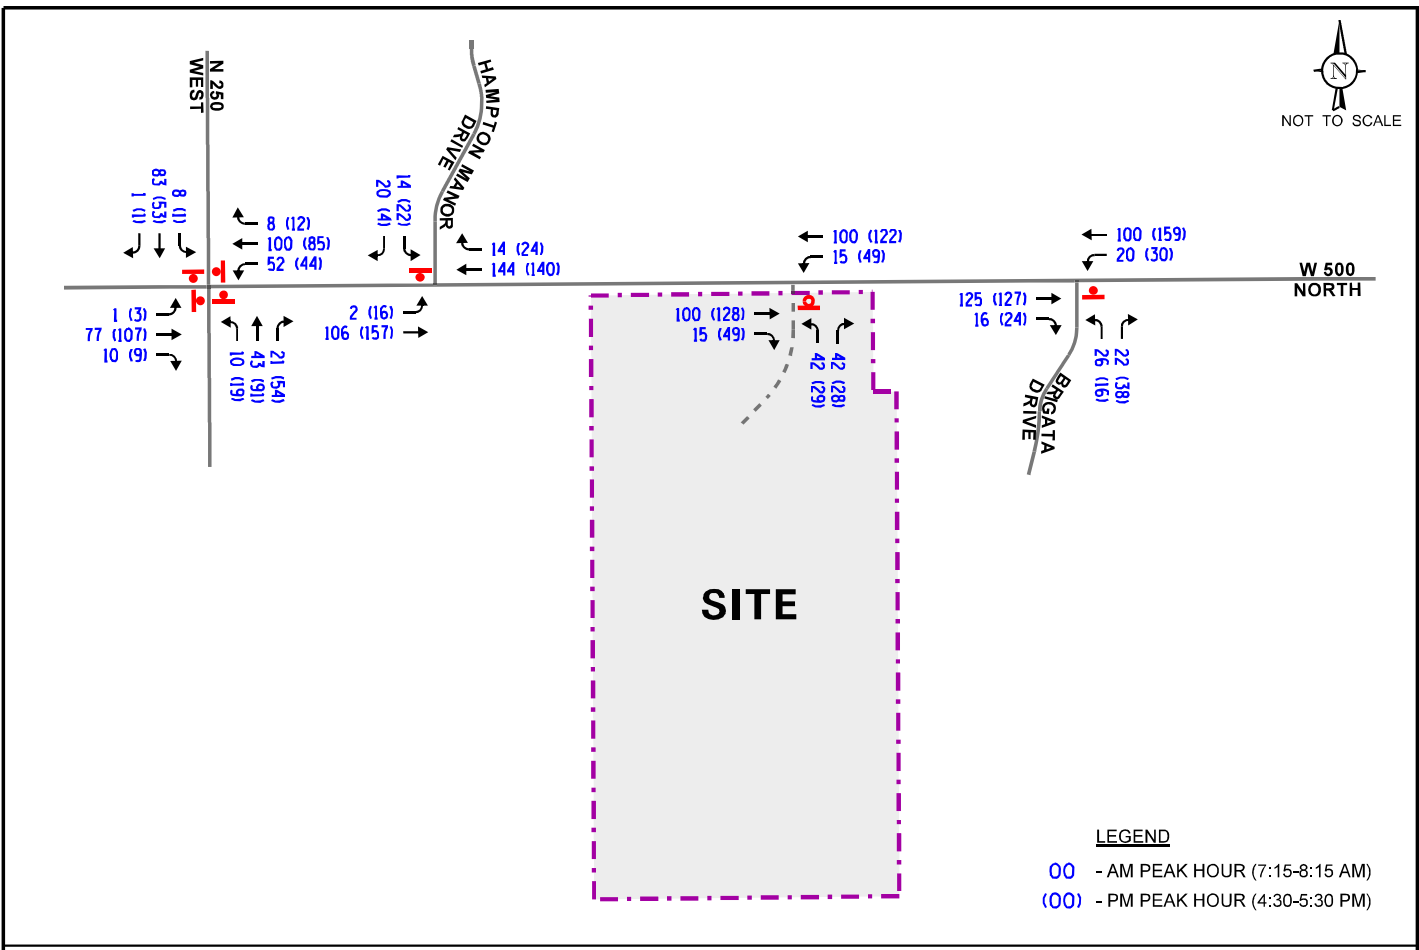 N 250
WEST
HAMPTON MANOR
DRIVE
N
NOT TO SCALE
1 (1)
83 (53)
8 (1)
8 (12)
100 (85)
52 (44)
1 (3)
77 (107)
10 (9)
10 (19)
43 (91)
21 (54)
20 (4)
14 (22)
14 (24)
144 (140)
2 (16)
106 (157)
100 (122)
15 (49)
100 (128)
15 (49)
42 (29)
42 (28)
100 (159)
20 (30)
125 (127)
16 (24)
26 (16)
22 (38)
W 500
NORTH
BRIGATA
DRIVE
SITE
LEGEND
00 - AM PEAK HOUR (7:15-8:15 AM)
(00) - PM PEAK HOUR (4:30-5:30 PM)